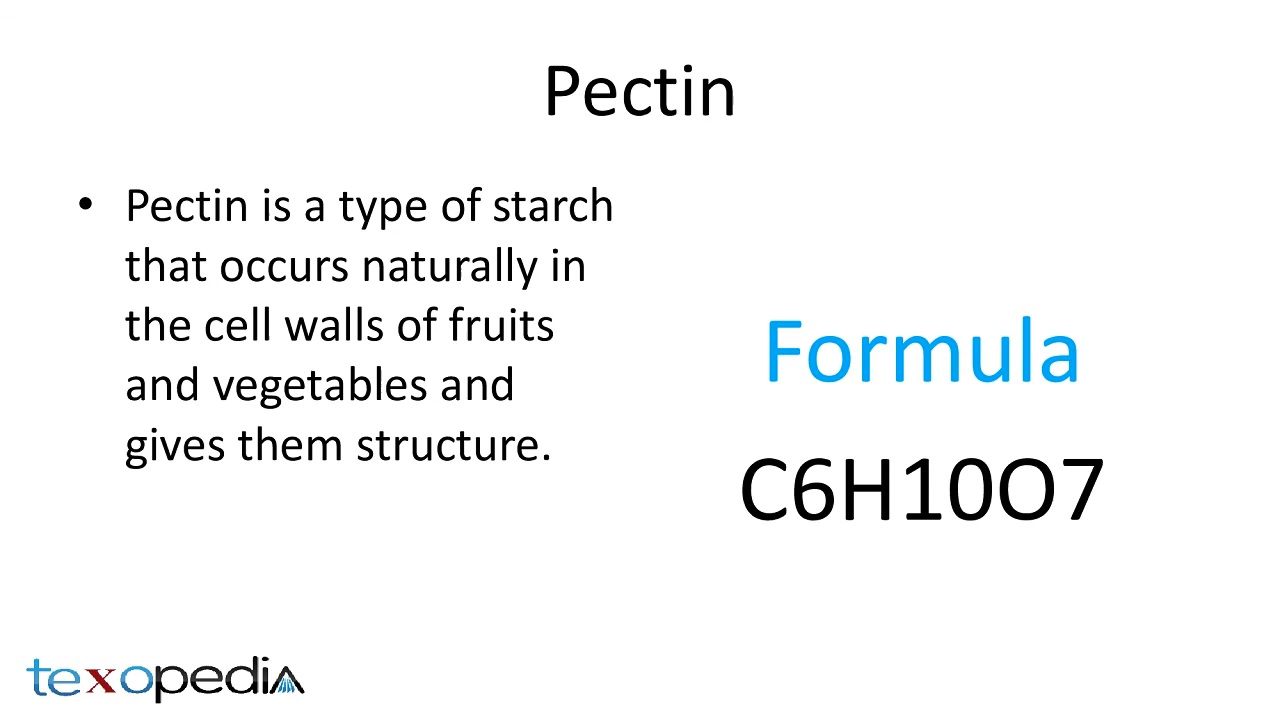 Pectin
• Pectin is a type of starch
that occurs naturally in
the cell walls of fruits
and vegetables and
gives them structure.
Formula
C6H10O7
texopedia